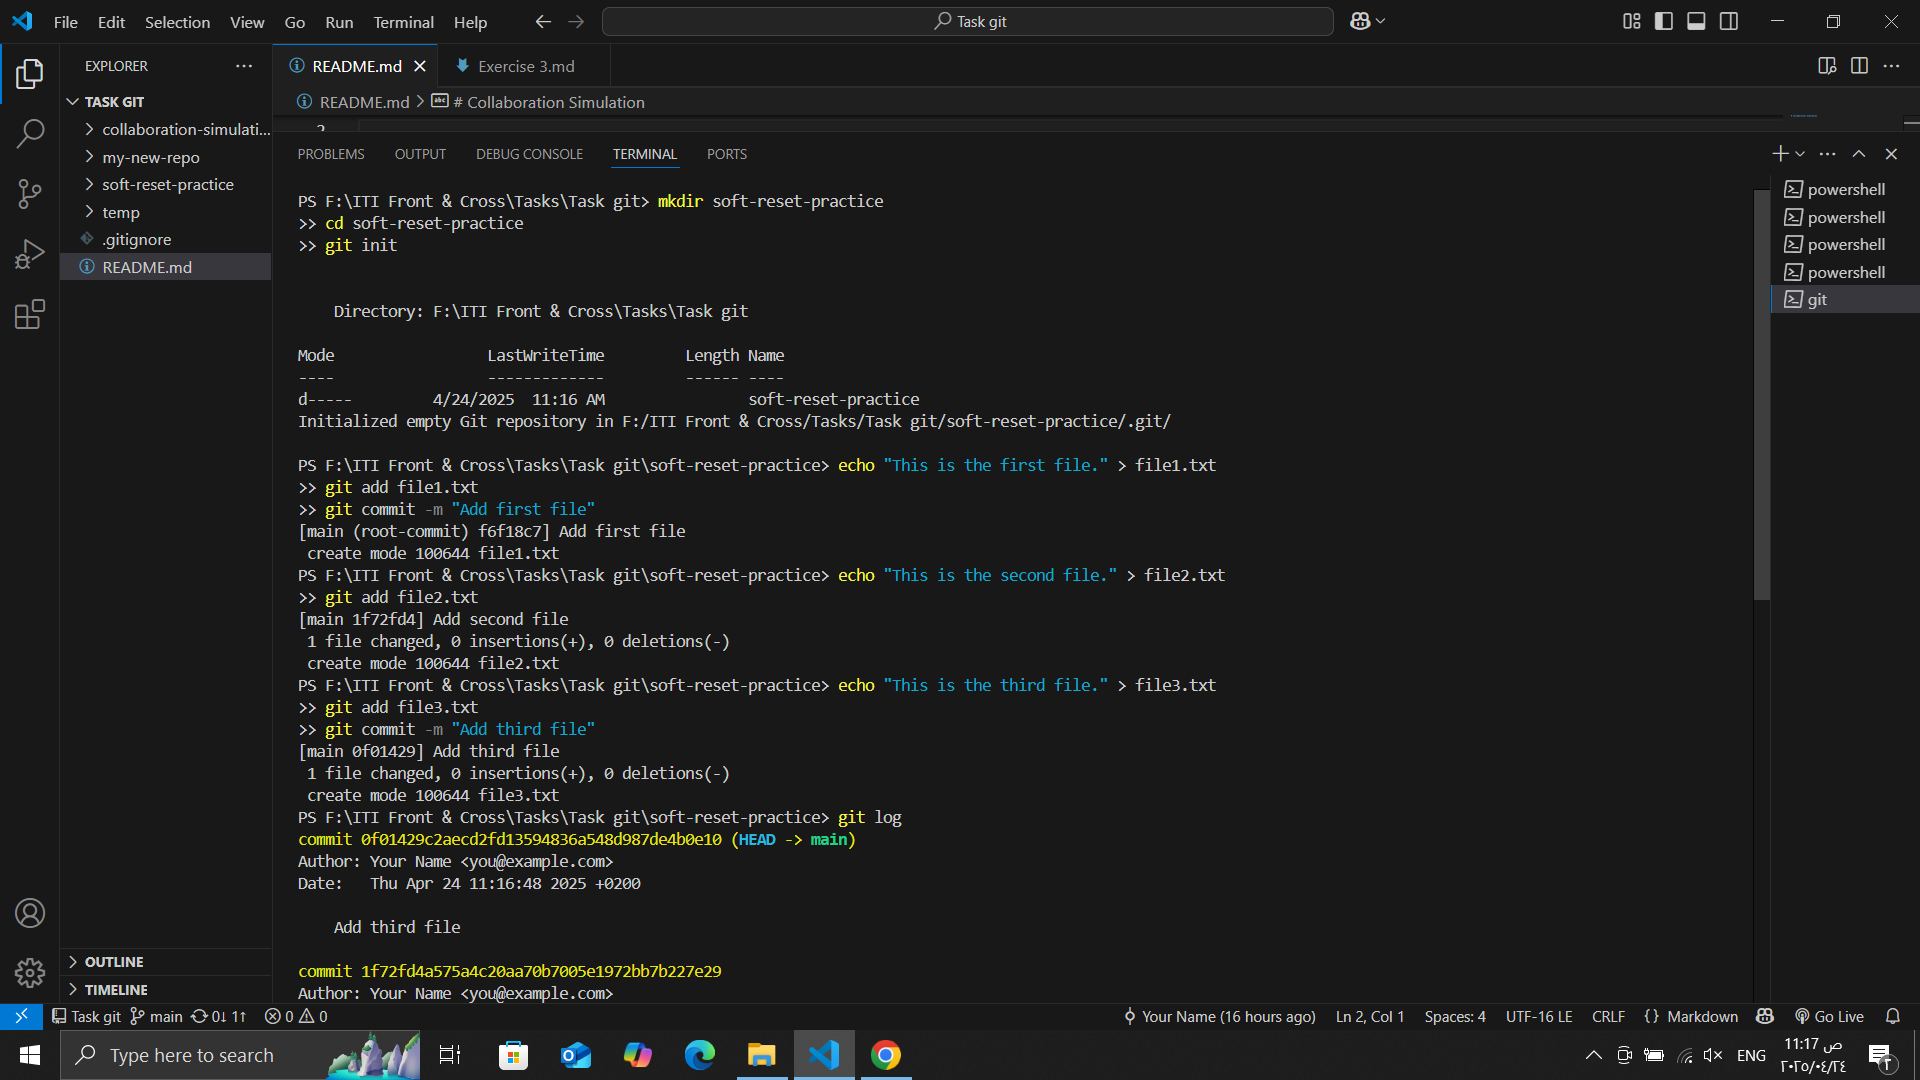 File Edit Selection View Go Run Terminal Help
Task git
EXPLORER
TASK GIT
collaboration-simulati...
my-new-repo
soft-reset-practice
temp
.gitignore
README.md
OUTLINE
TIMELINE
README.md
Exercise 3.md
README.md > # Collaboration Simulation
PROBLEMS OUTPUT DEBUG CONSOLE TERMINAL PORTS
PS F:\ITI Front & Cross\Tasks\Task git> mkdir soft-reset-practice
>> cd soft-reset-practice
>> git init
Directory: F:\ITI Front & Cross\Tasks\Task git
Mode LastWriteTime Length Name
---- ------------- ------ ----
d----- 4/24/2025 11:16 AM soft-reset-practice
Initialized empty Git repository in F:/ITI Front & Cross/Tasks/Task git/soft-reset-practice/.git/
PS F:\ITI Front & Cross\Tasks\Task git\soft-reset-practice> echo "This is the first file." > file1.txt
>> git add file1.txt
>> git commit -m "Add first file"
[main (root-commit) f6f18c7] Add first file
create mode 100644 file1.txt
PS F:\ITI Front & Cross\Tasks\Task git\soft-reset-practice> echo "This is the second file." > file2.txt
>> git add file2.txt
[main 1f72fd4] Add second file
1 file changed, 0 insertions(+), 0 deletions(-)
create mode 100644 file2.txt
PS F:\ITI Front & Cross\Tasks\Task git\soft-reset-practice> echo "This is the third file." > file3.txt
>> git add file3.txt
>> git commit -m "Add third file"
[main 0f01429] Add third file
1 file changed, 0 insertions(+), 0 deletions(-)
create mode 100644 file3.txt
PS F:\ITI Front & Cross\Tasks\Task git\soft-reset-practice> git log
commit 0f01429c2aecd2fd13594836a548d987de4b0e10 (HEAD -> main)
Author: Your Name <you@example.com>
Date: Thu Apr 24 11:16:48 2025 +0200
Add third file
commit 1f72fd4a575a4c20aa70b7005e1972bb7b227e29
Author: Your Name <you@example.com>
powershell
powershell
powershell
powershell
git
Task git main 0↓ 1↑ 0 0 Your Name (16 hours ago) Ln 2, Col 1 Spaces: 4 UTF-16 LE CRLF {} Markdown Go Live
Type here to search
ENG
11:17 ص
٢٠٢٥/٠٤/٢٤
٢